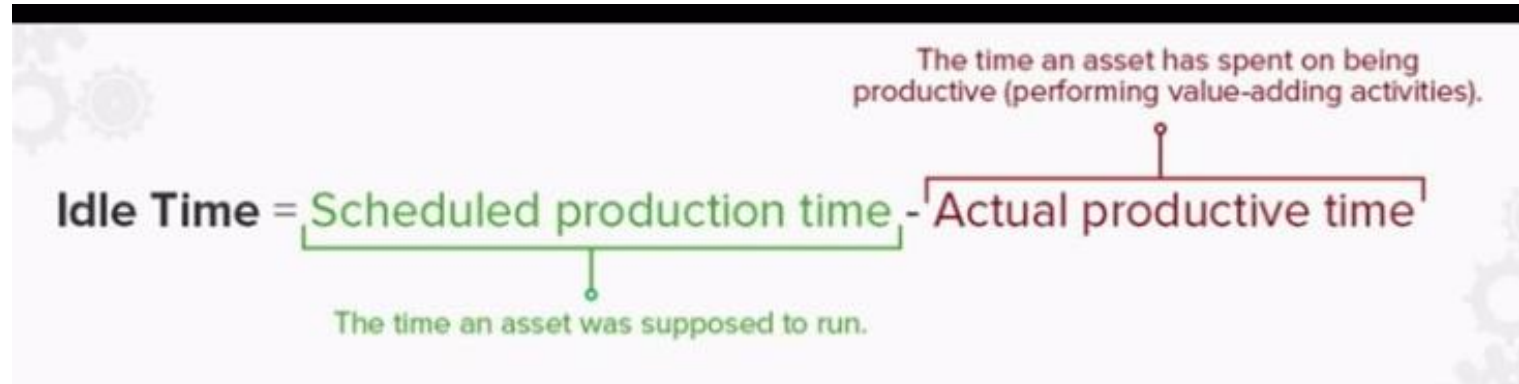 The time an asset has spent on being
productive (performing value-adding activities).
Idle Time = Scheduled production time - Actual productive time
The time an asset was supposed to run.